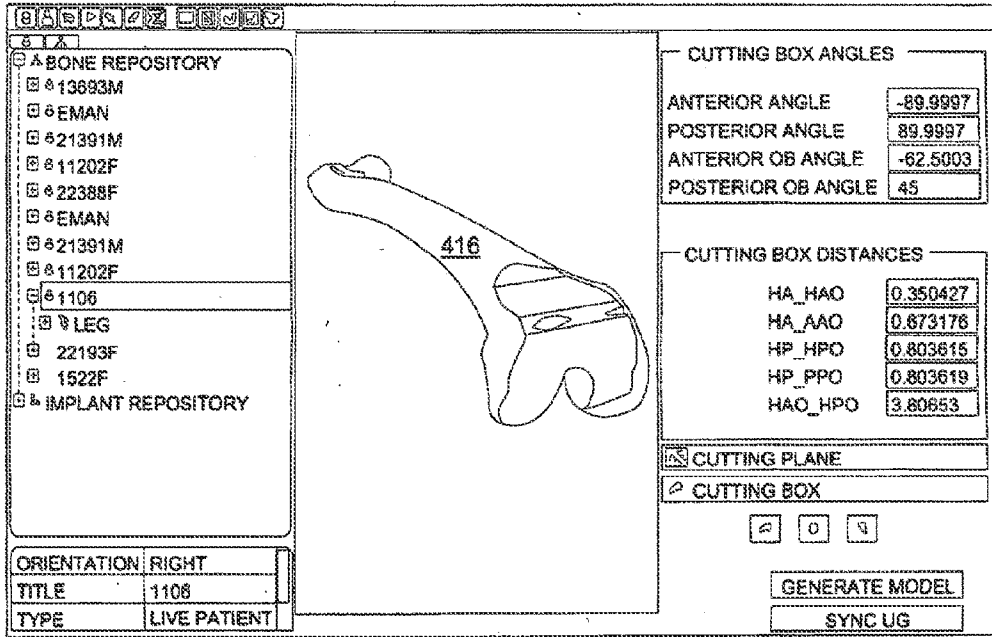 BONE REPOSITORY
13693M
EMAN
21391M
11202F
22388F
EMAN
21391M
11202F
1106
LEG
22193F
1522F
IMPLANT REPOSITORY
ORIENTATION RIGHT
TITLE 1106
TYPE LIVE PATIENT
416
CUTTING BOX ANGLES
ANTERIOR ANGLE -89.9997
POSTERIOR ANGLE 89.9997
ANTERIOR OB ANGLE -62.5003
POSTERIOR OB ANGLE 45
CUTTING BOX DISTANCES
HA_HAO 0.350427
HA_AAO 0.673176
HP_HPO 0.803615
HP_PPO 0.803619
HAO_HPO 3.80653
CUTTING PLANE
CUTTING BOX
GENERATE MODEL
SYNC UG